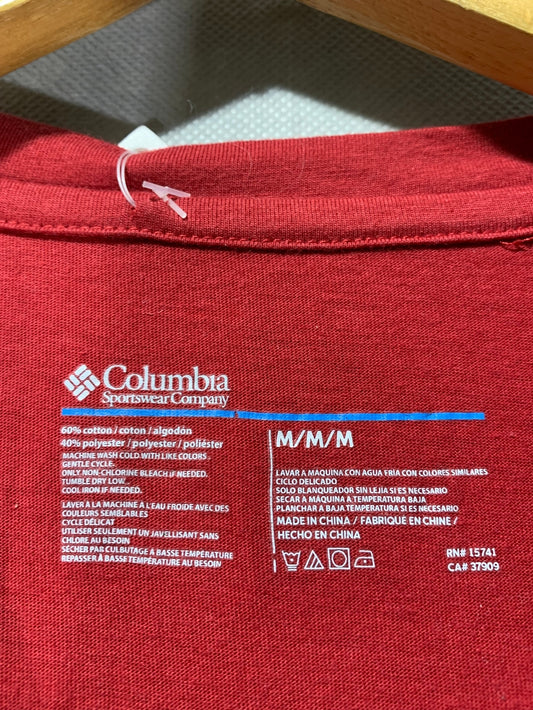 Columbia
Sportswear Company
60% cotton / coton / algodón
40% polyester / polyester / poliéster
MACHINE WASH COLD WITH LIKE COLORS
GENTLE CYCLE.
ONLY NON-CHLORINE BLEACH IF NEEDED.
TUMBLE DRY LOW.
COOL IRON IF NEEDED.
LAVER A LA MACHINE À L'EAU FROIDE AVEC DES
COULEURS SEMBLABLES
CYCLE DÉLICAT
UTILISER SEULEMENT UN JAVELLISANT SANS
CHLORE AU BESOIN
SÉCHER PAR CULBUTAGE A BASSE TEMPÉRATURE
REPASSER À BASSE TEMPÉRATURE AU BESOIN
M/M/M
LAVAR A MAQUINA CON AGUA FRÍA CON COLORES SIMILARES
CICLO DELICADO
SOLO BLANQUEADOR SIN LEJÍA SI ES NECESARIO
SECAR A MÁQUINA A TEMPERATURA BAJA
PLANCHAR A BAJA TEMPERATURA SI ES NECESARIO
MADE IN CHINA / FABRIQUÉ EN CHINE /
HECHO EN CHINA
RN# 15741
CA# 37909